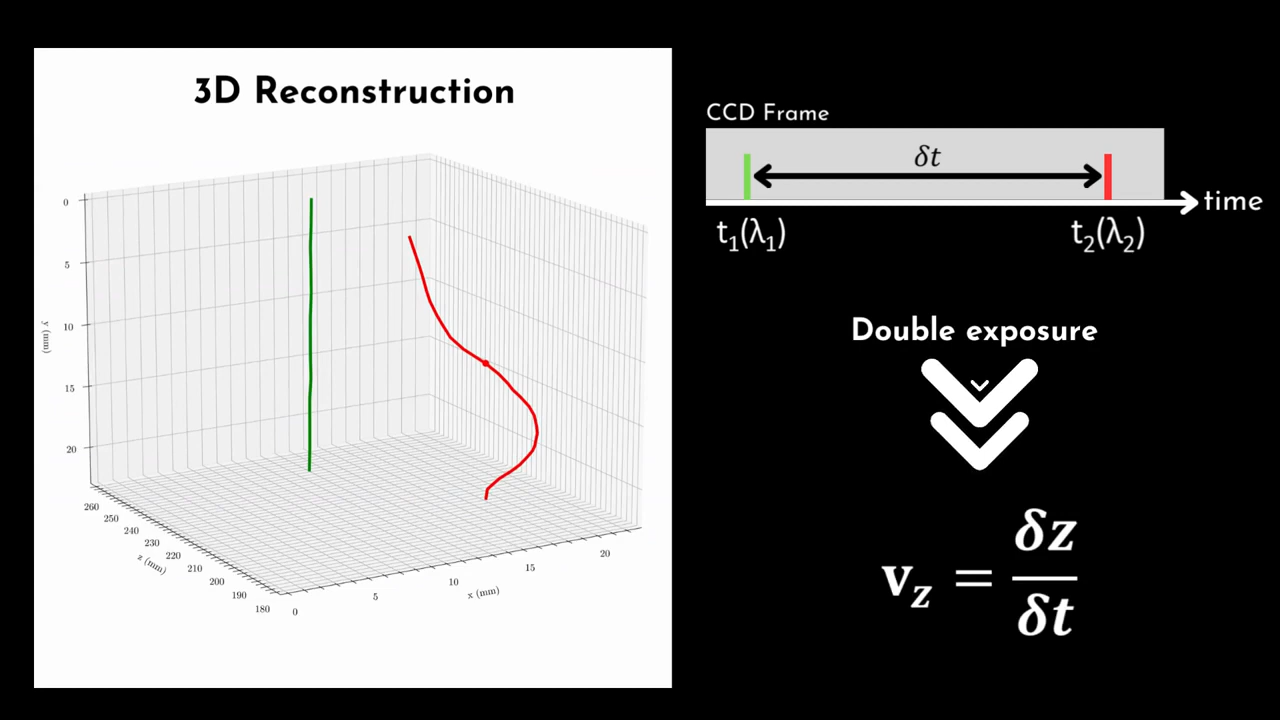 3D Reconstruction
0
5
10
15
20
y (mm)
260
250
240
230
220
210
200
190
180
z (mm)
0
5
10
15
20
x (mm)
CCD Frame
δt
time
t₁(λ₁)
t₂(λ₂)
Double exposure
v_z = δz/δt